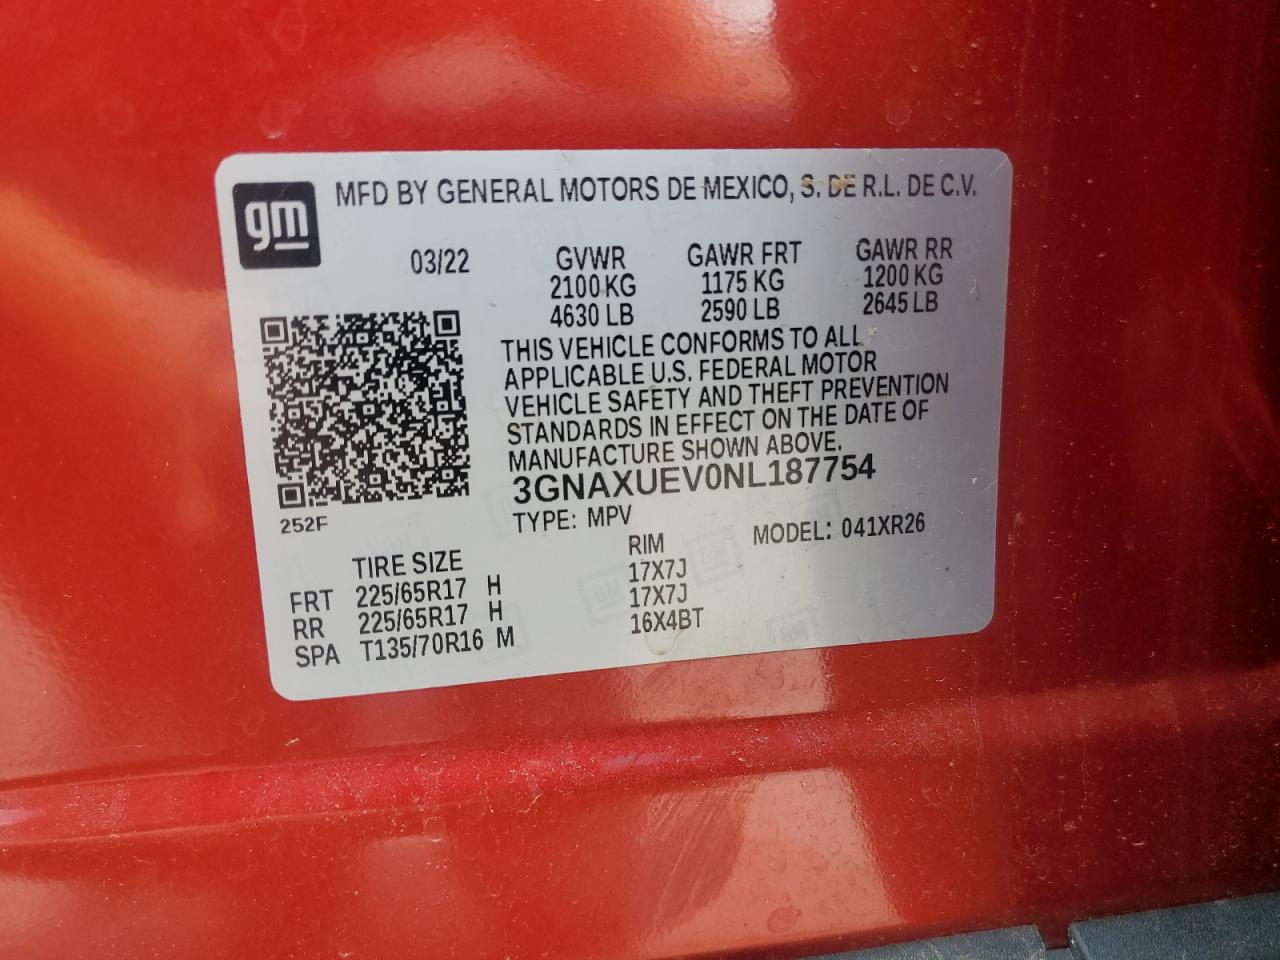 gm
MFD BY GENERAL MOTORS DE MEXICO, S. DE R.L. DE C.V.
03/22 GVWR GAWR FRT GAWR RR
2100 KG 1175 KG 1200 KG
4630 LB 2590 LB 2645 LB
THIS VEHICLE CONFORMS TO ALL
APPLICABLE U.S. FEDERAL MOTOR
VEHICLE SAFETY AND THEFT PREVENTION
STANDARDS IN EFFECT ON THE DATE OF
MANUFACTURE SHOWN ABOVE.
3GNAXUEV0NL187754
252F
TYPE: MPV MODEL: 041XR26
TIRE SIZE RIM
FRT 225/65R17 H 17X7J
RR 225/65R17 H 17X7J
SPA T135/70R16 M 16X4BT